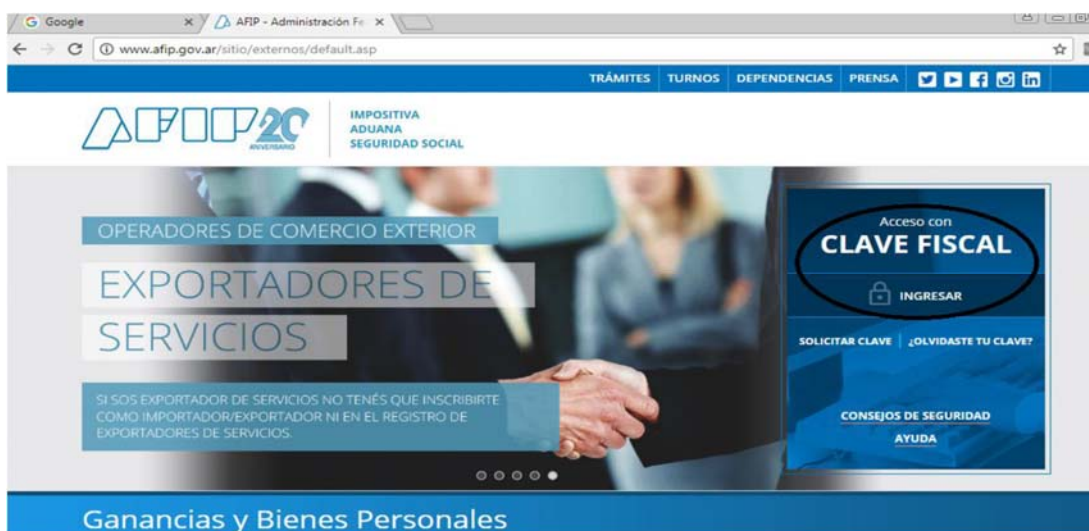 Google
AFIP - Administración Fe
www.afip.gov.ar/sitio/externos/default.asp
TRÁMITES TURNOS DEPENDENCIAS PRENSA
AFIP 20
ANIVERSARIO
IMPOSITIVA
ADUANA
SEGURIDAD SOCIAL
OPERADORES DE COMERCIO EXTERIOR
EXPORTADORES DE
SERVICIOS
SI SOS EXPORTADOR DE SERVICIOS NO TENÉS QUE INSCRIBIRTE
COMO IMPORTADOR/EXPORTADOR NI EN EL REGISTRO DE
EXPORTADORES DE SERVICIOS.
Acceso con
CLAVE FISCAL
INGRESAR
SOLICITAR CLAVE ¿OLVIDASTE TU CLAVE?
CONSEJOS DE SEGURIDAD
AYUDA
Ganancias y Bienes Personales